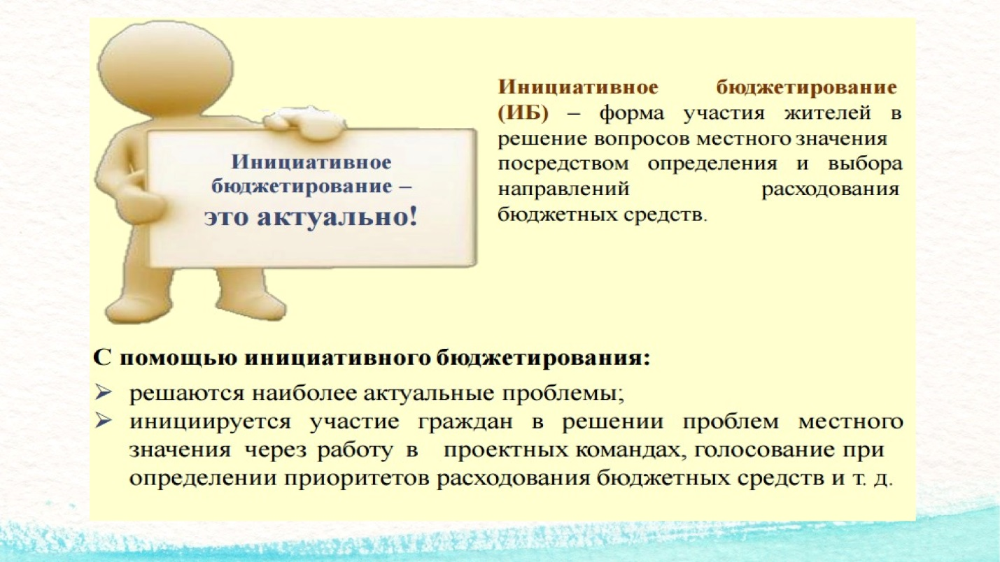 Инициативное
бюджетирование –
это актуально!
Инициативное бюджетирование
(ИБ) – форма участия жителей в
решение вопросов местного значения
посредством определения и выбора
направлений расходования
бюджетных средств.
С помощью инициативного бюджетирования:
➢ решаются наиболее актуальные проблемы;
➢ инициируется участие граждан в решении проблем местного
значения через работу в проектных командах, голосование при
определении приоритетов расходования бюджетных средств и т. д.